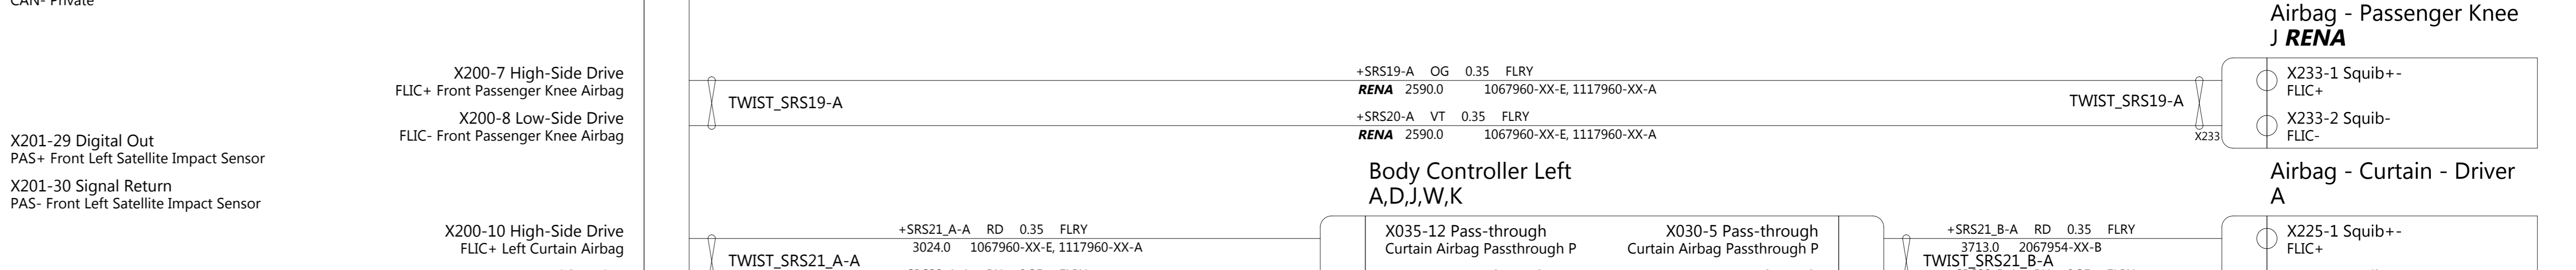 CAN- Private
Airbag - Passenger Knee
J RENA
X200-7 High-Side Drive
FLIC+ Front Passenger Knee Airbag
+SRS19-A OG 0.35 FLRY
RENA 2590.0 1067960-XX-E, 1117960-XX-A
X233-1 Squib+-
FLIC+
TWIST_SRS19-A
TWIST_SRS19-A
X200-8 Low-Side Drive
FLIC- Front Passenger Knee Airbag
+SRS20-A VT 0.35 FLRY
RENA 2590.0 1067960-XX-E, 1117960-XX-A
X233
X233-2 Squib-
FLIC-
X201-29 Digital Out
PAS+ Front Left Satellite Impact Sensor
Body Controller Left
A,D,J,W,K
Airbag - Curtain - Driver
A
X201-30 Signal Return
PAS- Front Left Satellite Impact Sensor
X200-10 High-Side Drive
FLIC+ Left Curtain Airbag
+SRS21_A-A RD 0.35 FLRY
3024.0 1067960-XX-E, 1117960-XX-A
X035-12 Pass-through
Curtain Airbag Passthrough P
X030-5 Pass-through
Curtain Airbag Passthrough P
+SRS21_B-A RD 0.35 FLRY
3713.0 2067954-XX-B
X225-1 Squib+-
FLIC+
TWIST_SRS21_A-A
TWIST_SRS21_B-A